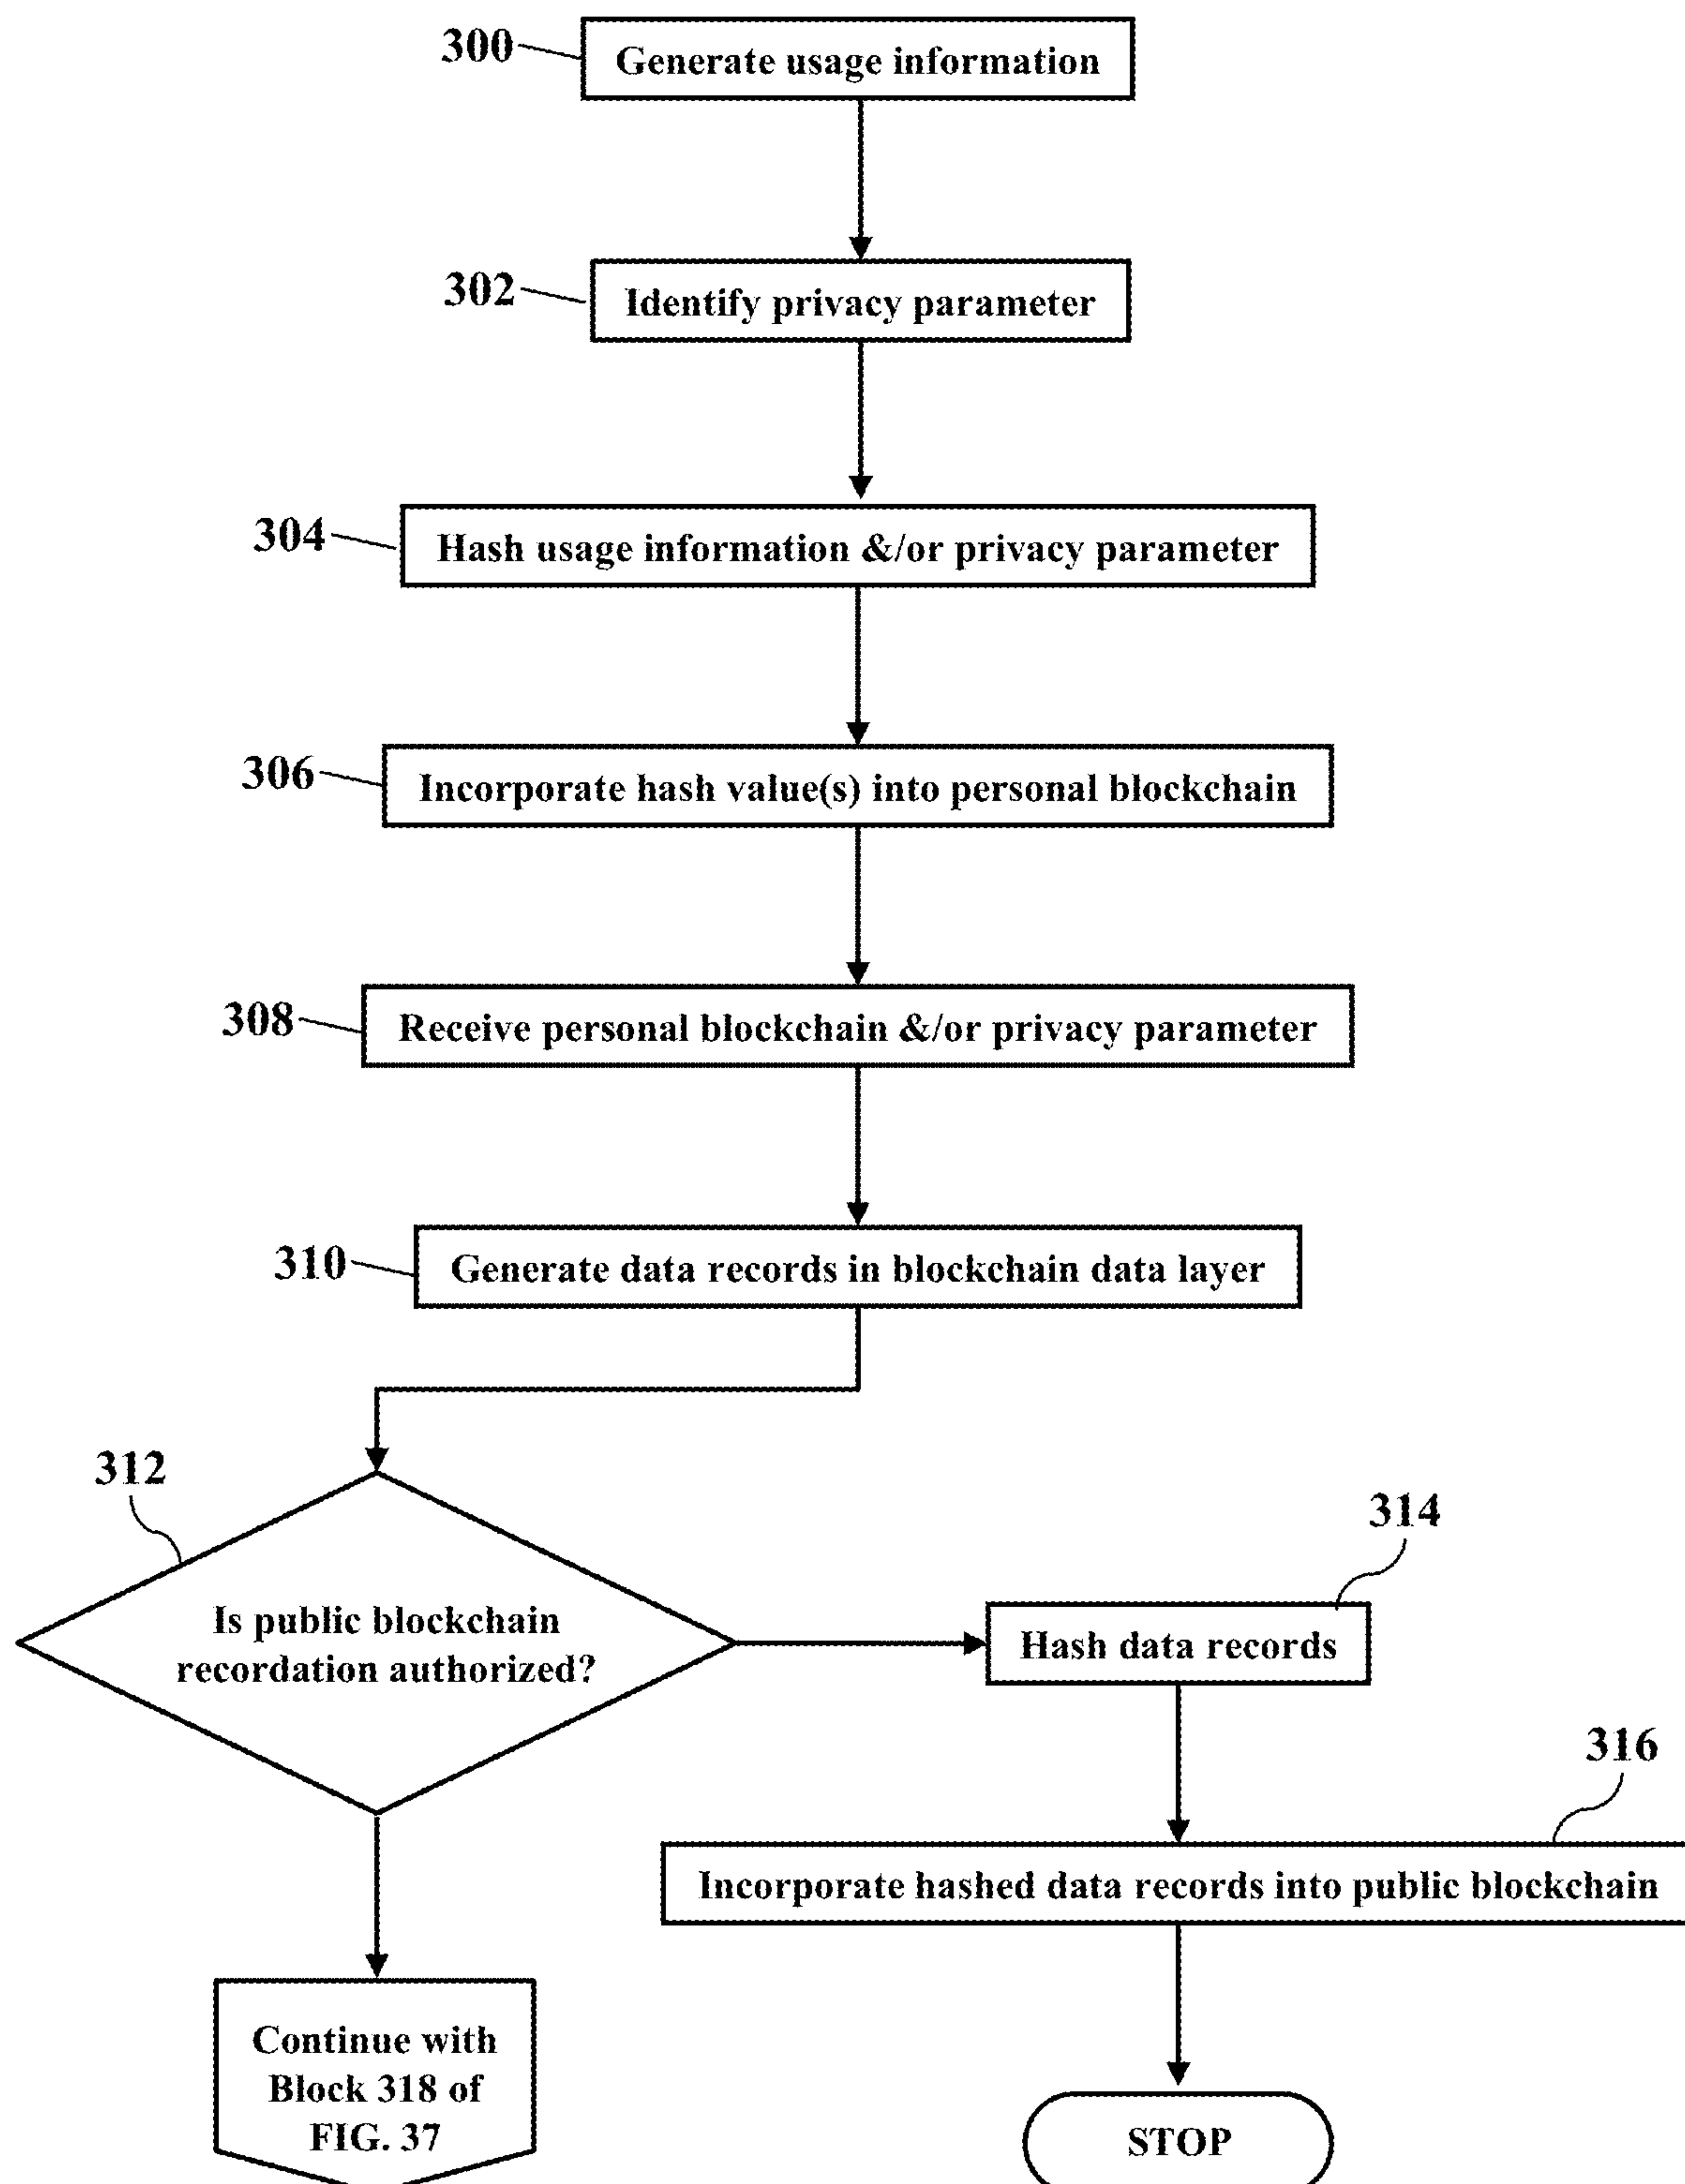 300
Generate usage information
302
Identify privacy parameter
304
Hash usage information &/or privacy parameter
306
Incorporate hash value(s) into personal blockchain
308
Receive personal blockchain &/or privacy parameter
310
Generate data records in blockchain data layer
312
Is public blockchain
recordation authorized?
314
Hash data records
316
Incorporate hashed data records into public blockchain
Continue with
Block 318 of
FIG. 37
STOP